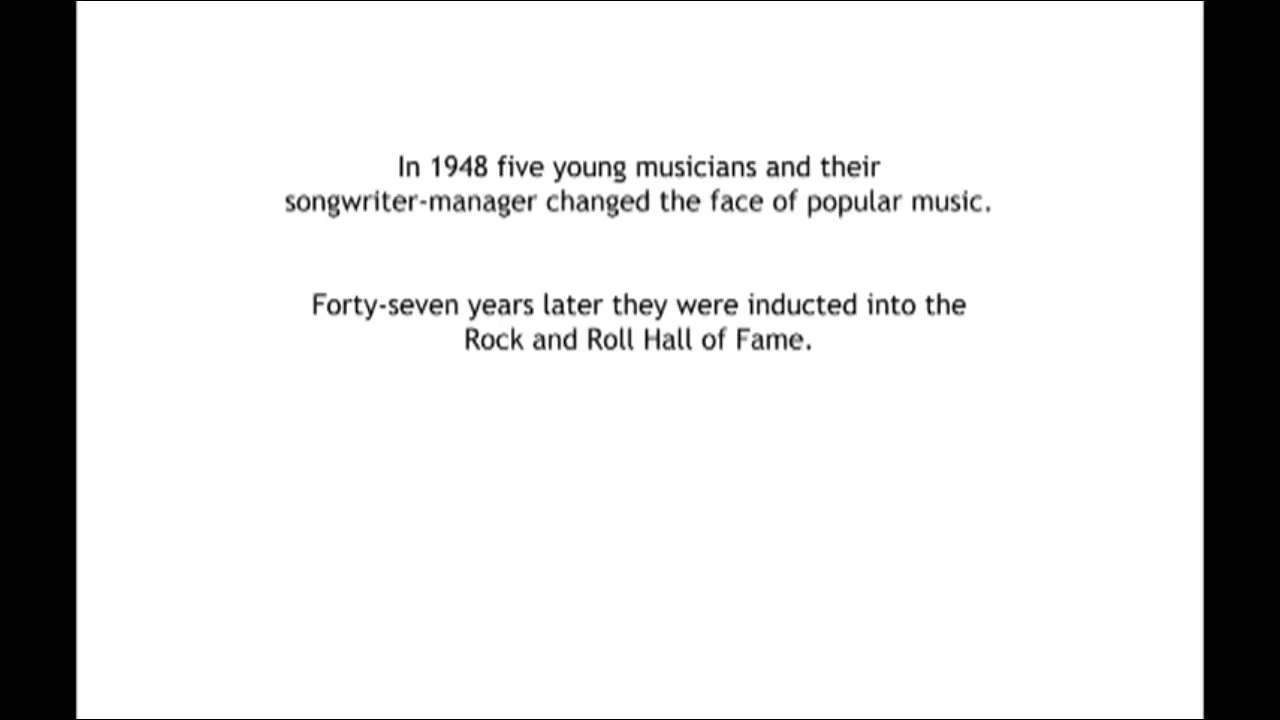 In 1948 five young musicians and their
songwriter-manager changed the face of popular music.
Forty-seven years later they were inducted into the
Rock and Roll Hall of Fame.